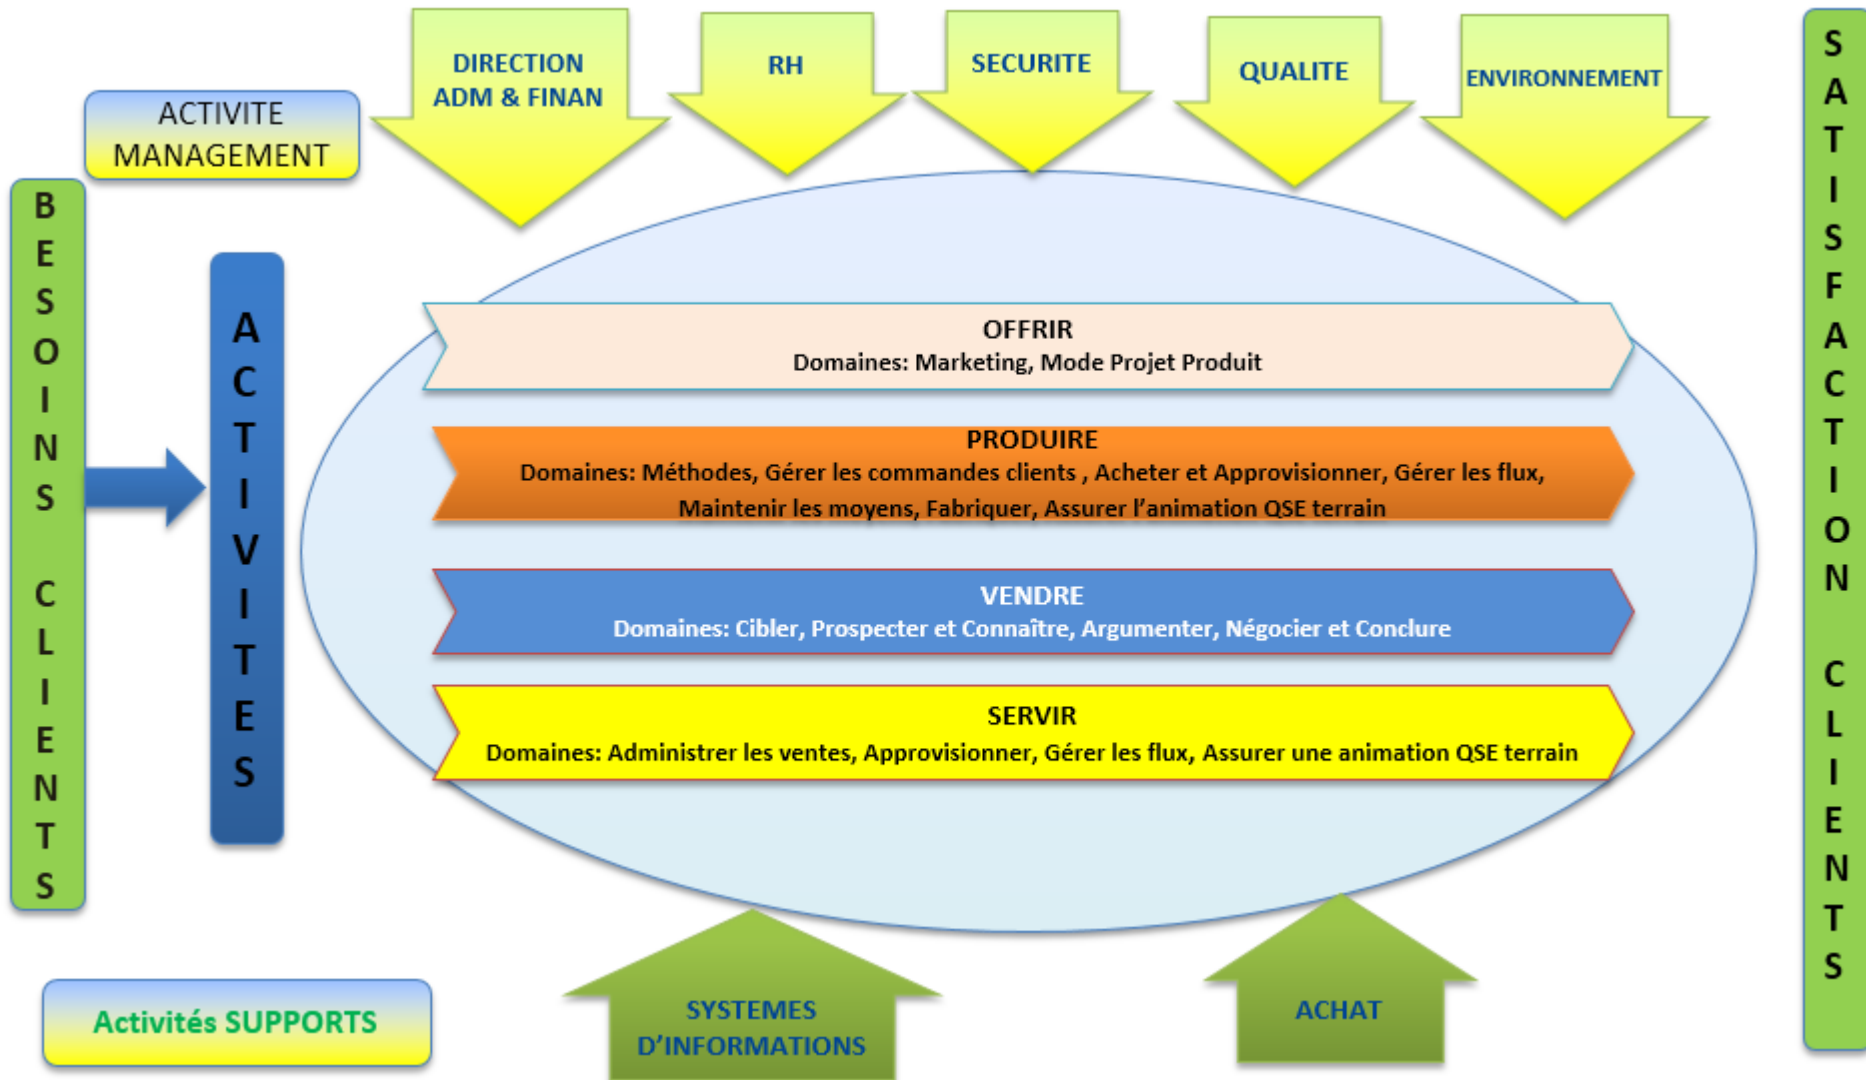 DIRECTION
ADM & FINAN
RH
SECURITE
QUALITE
ENVIRONNEMENT
ACTIVITE
MANAGEMENT
BESOINS CLIENTS
ACTIVITES
OFFRIR
Domaines: Marketing, Mode Projet Produit
PRODUIRE
Domaines: Méthodes, Gérer les commandes clients , Acheter et Approvisionner, Gérer les flux,
Maintenir les moyens, Fabriquer, Assurer l’animation QSE terrain
VENDRE
Domaines: Cibler, Prospecter et Connaître, Argumenter, Négocier et Conclure
SERVIR
Domaines: Administrer les ventes, Approvisionner, Gérer les flux, Assurer une animation QSE terrain
SATISFACTION CLIENTS
Activités SUPPORTS
SYSTEMES
D’INFORMATIONS
ACHAT